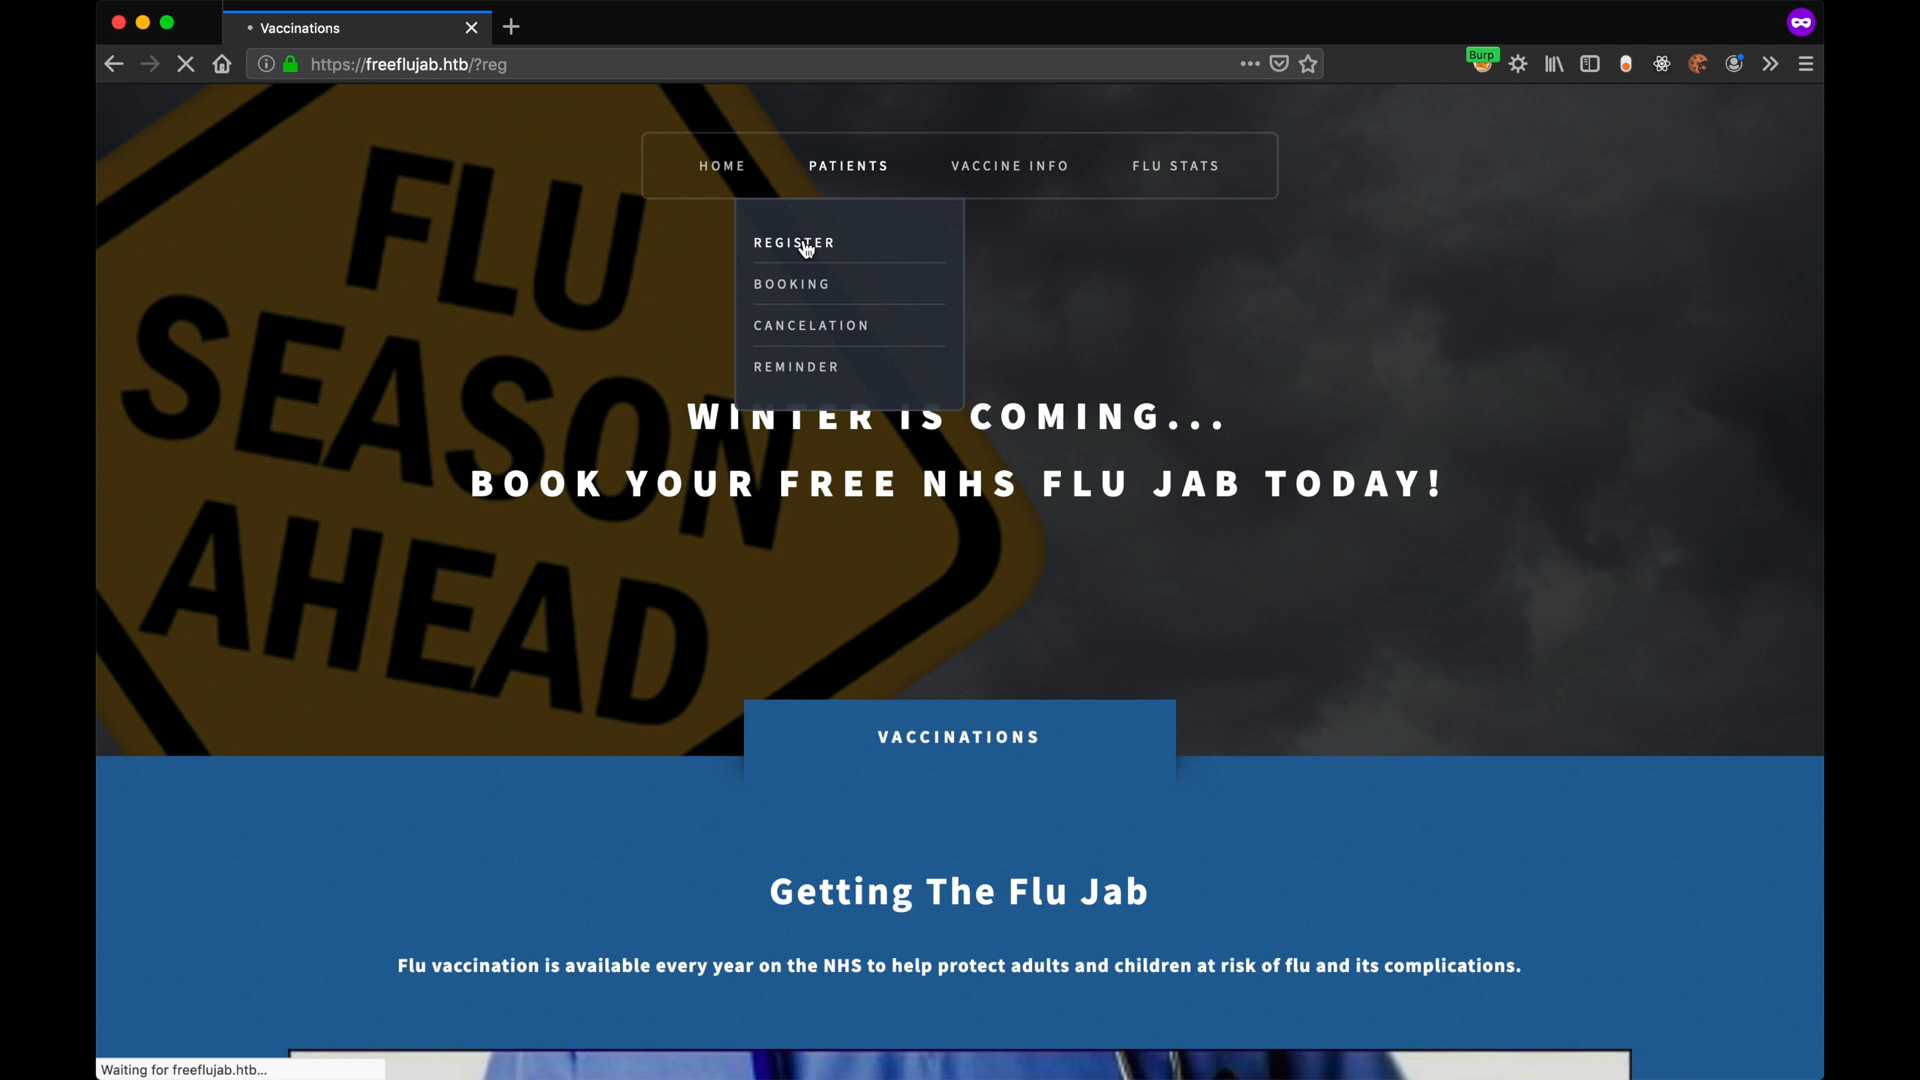 Vaccinations
https://freeflujab.htb/?reg
Burp
HOME PATIENTS VACCINE INFO FLU STATS
REGISTER
BOOKING
CANCELATION
REMINDER
FLU
SEASON
AHEAD
WINTER IS COMING...
BOOK YOUR FREE NHS FLU JAB TODAY!
VACCINATIONS
Getting The Flu Jab
Flu vaccination is available every year on the NHS to help protect adults and children at risk of flu and its complications.
Waiting for freeflujab.htb...